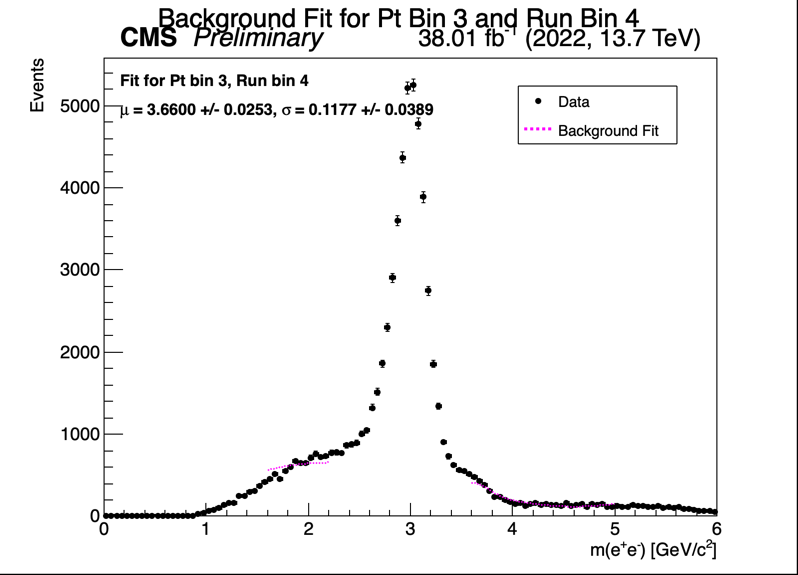 Background Fit for Pt Bin 3 and Run Bin 4
CMS Preliminary 38.01 fb⁻¹ (2022, 13.7 TeV)
Events
Fit for Pt bin 3, Run bin 4
μ = 3.6600 +/- 0.0253, σ = 0.1177 +/- 0.0389
Data
Background Fit
5000
4000
3000
2000
1000
0
0 1 2 3 4 5 6
m(e⁺e⁻) [GeV/c²]